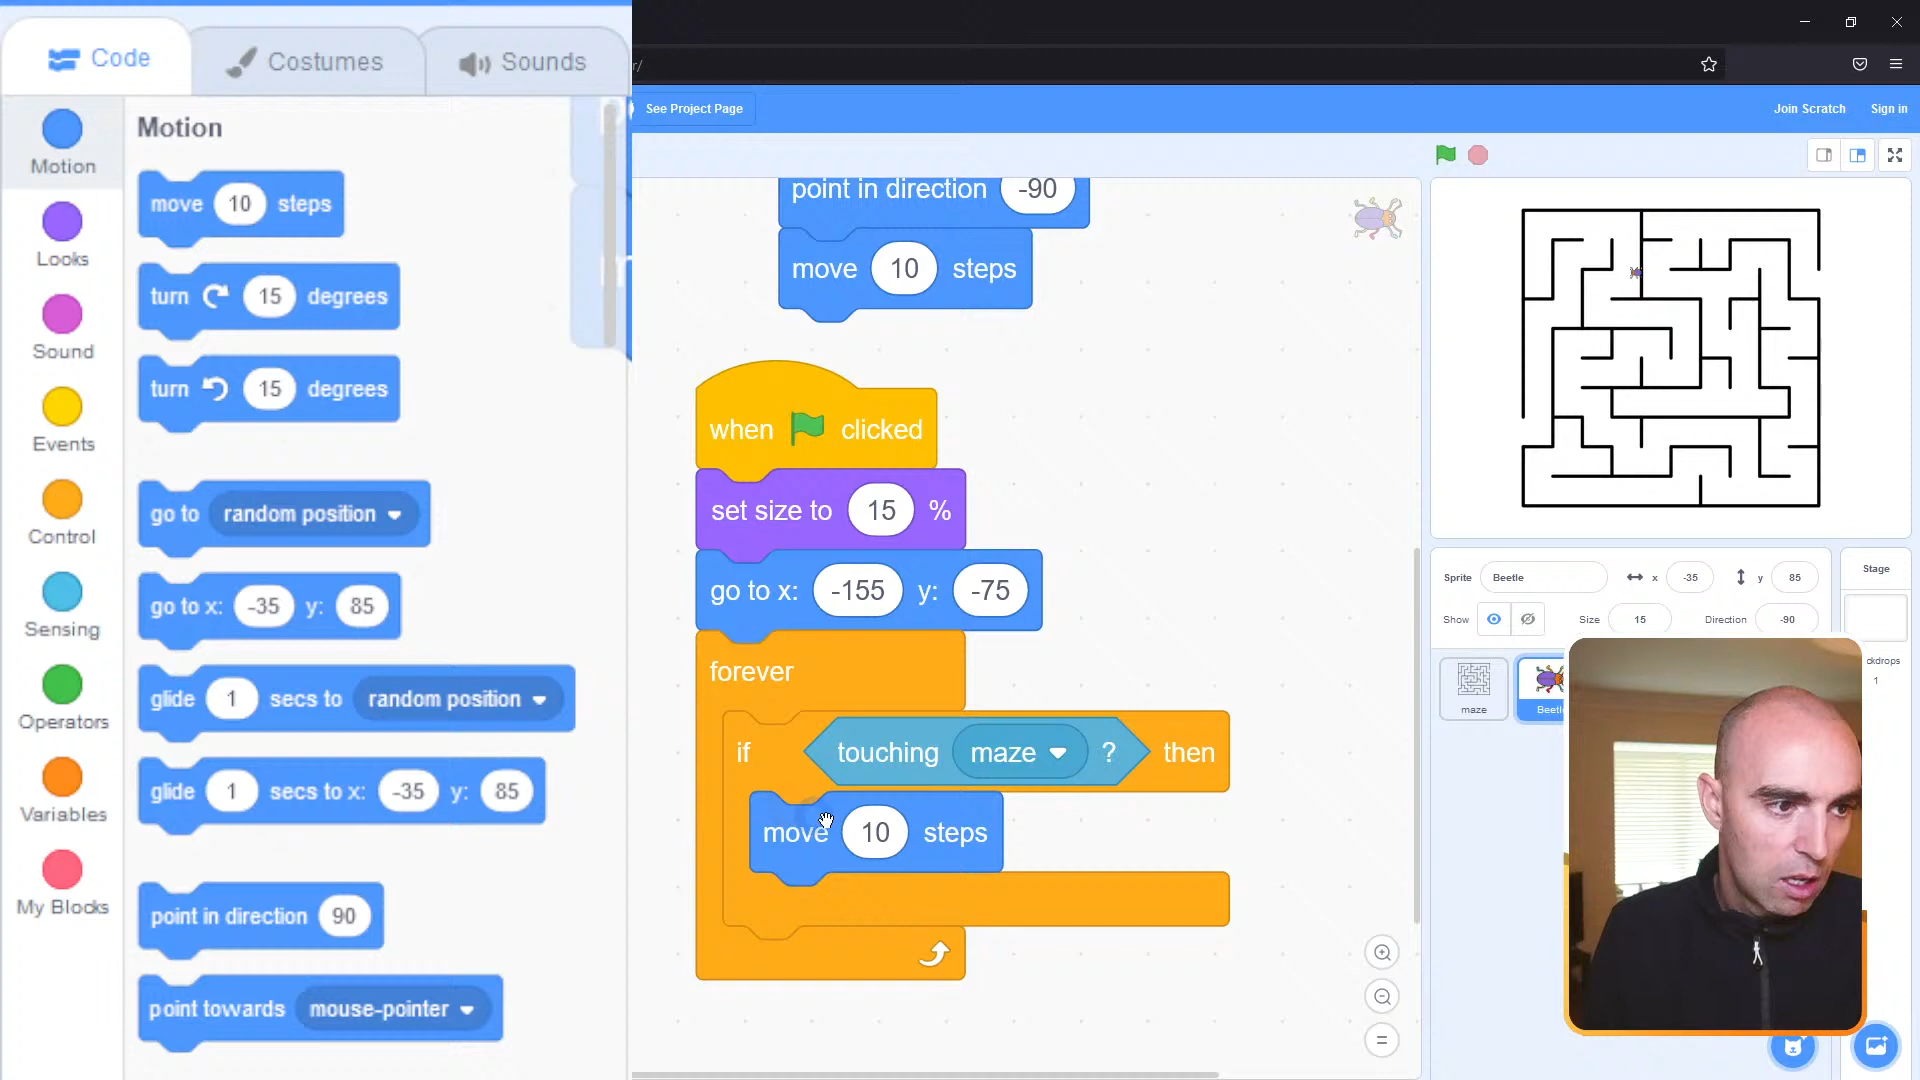 Code
Costumes
Sounds
r/
See Project Page
Join Scratch
Sign in
Motion
Looks
Sound
Events
Control
Sensing
Operators
Variables
My Blocks
Motion
move 10 steps
turn 15 degrees
turn 15 degrees
go to random position
go to x: -35 y: 85
glide 1 secs to random position
glide 1 secs to x: -35 y: 85
point in direction 90
point towards mouse-pointer
point in direction -90
move 10 steps
when clicked
set size to 15 %
go to x: -155 y: -75
forever
if touching maze ? then
move 10 steps
Sprite Beetle x -35 y 85
Show Size 15 Direction -90
maze
Stage
1